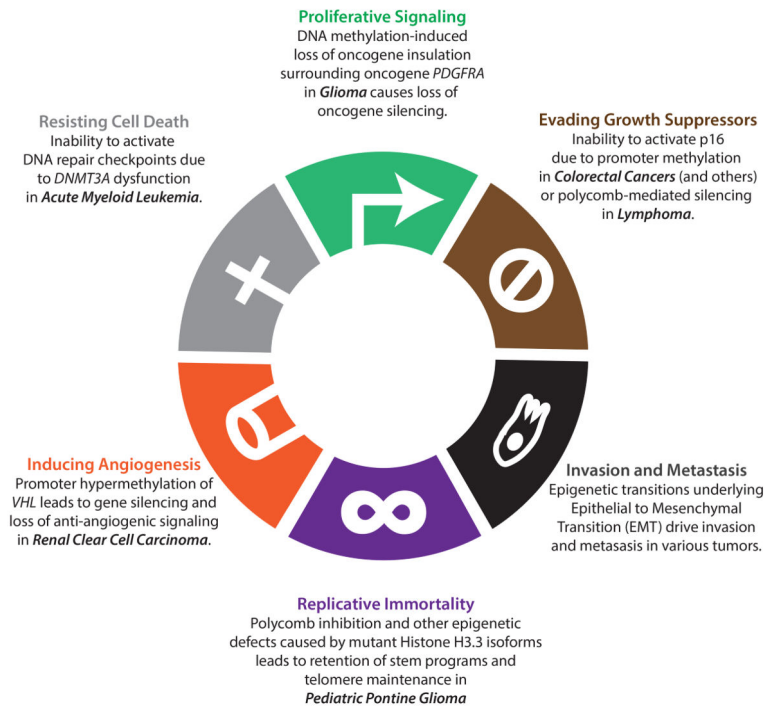 Proliferative Signaling
DNA methylation-induced
loss of oncogene insulation
surrounding oncogene PDGFRA
in Glioma causes loss of
oncogene silencing.
Evading Growth Suppressors
Inability to activate p16
due to promoter methylation
in Colorectal Cancers (and others)
or polycomb-mediated silencing
in Lymphoma.
Invasion and Metastasis
Epigenetic transitions underlying
Epithelial to Mesenchymal
Transition (EMT) drive invasion
and metasasis in various tumors.
Replicative Immortality
Polycomb inhibition and other epigenetic
defects caused by mutant Histone H3.3 isoforms
leads to retention of stem programs and
telomere maintenance in
Pediatric Pontine Glioma
Inducing Angiogenesis
Promoter hypermethylation of
VHL leads to gene silencing and
loss of anti-angiogenic signaling
in Renal Clear Cell Carcinoma.
Resisting Cell Death
Inability to activate
DNA repair checkpoints due
to DNMT3A dysfunction
in Acute Myeloid Leukemia.